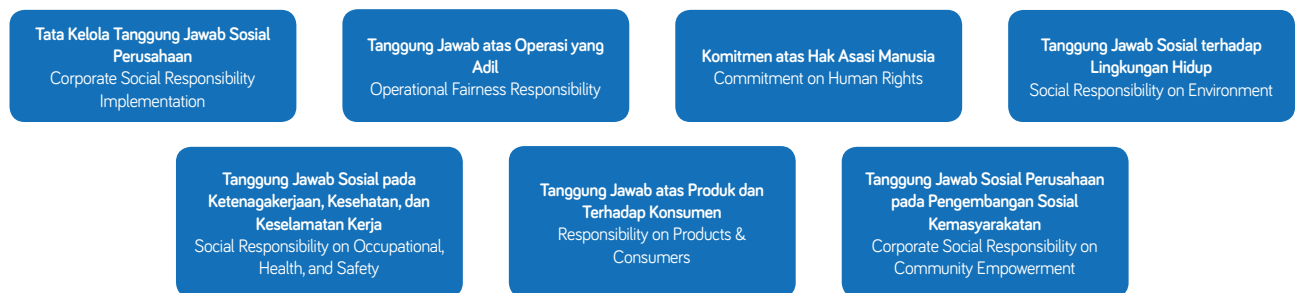 Tata Kelola Tanggung Jawab Sosial
Perusahaan
Corporate Social Responsibility
Implementation
Tanggung Jawab atas Operasi yang
Adil
Operational Fairness Responsibility
Komitmen atas Hak Asasi Manusia
Commitment on Human Rights
Tanggung Jawab Sosial terhadap
Lingkungan Hidup
Social Responsibility on Environment
Tanggung Jawab Sosial pada
Ketenagakerjaan, Kesehatan, dan
Keselamatan Kerja
Social Responsibility on Occupational,
Health, and Safety
Tanggung Jawab atas Produk dan
Terhadap Konsumen
Responsibility on Products &
Consumers
Tanggung Jawab Sosial Perusahaan
pada Pengembangan Sosial
Kemasyarakatan
Corporate Social Responsibility on
Community Empowerment